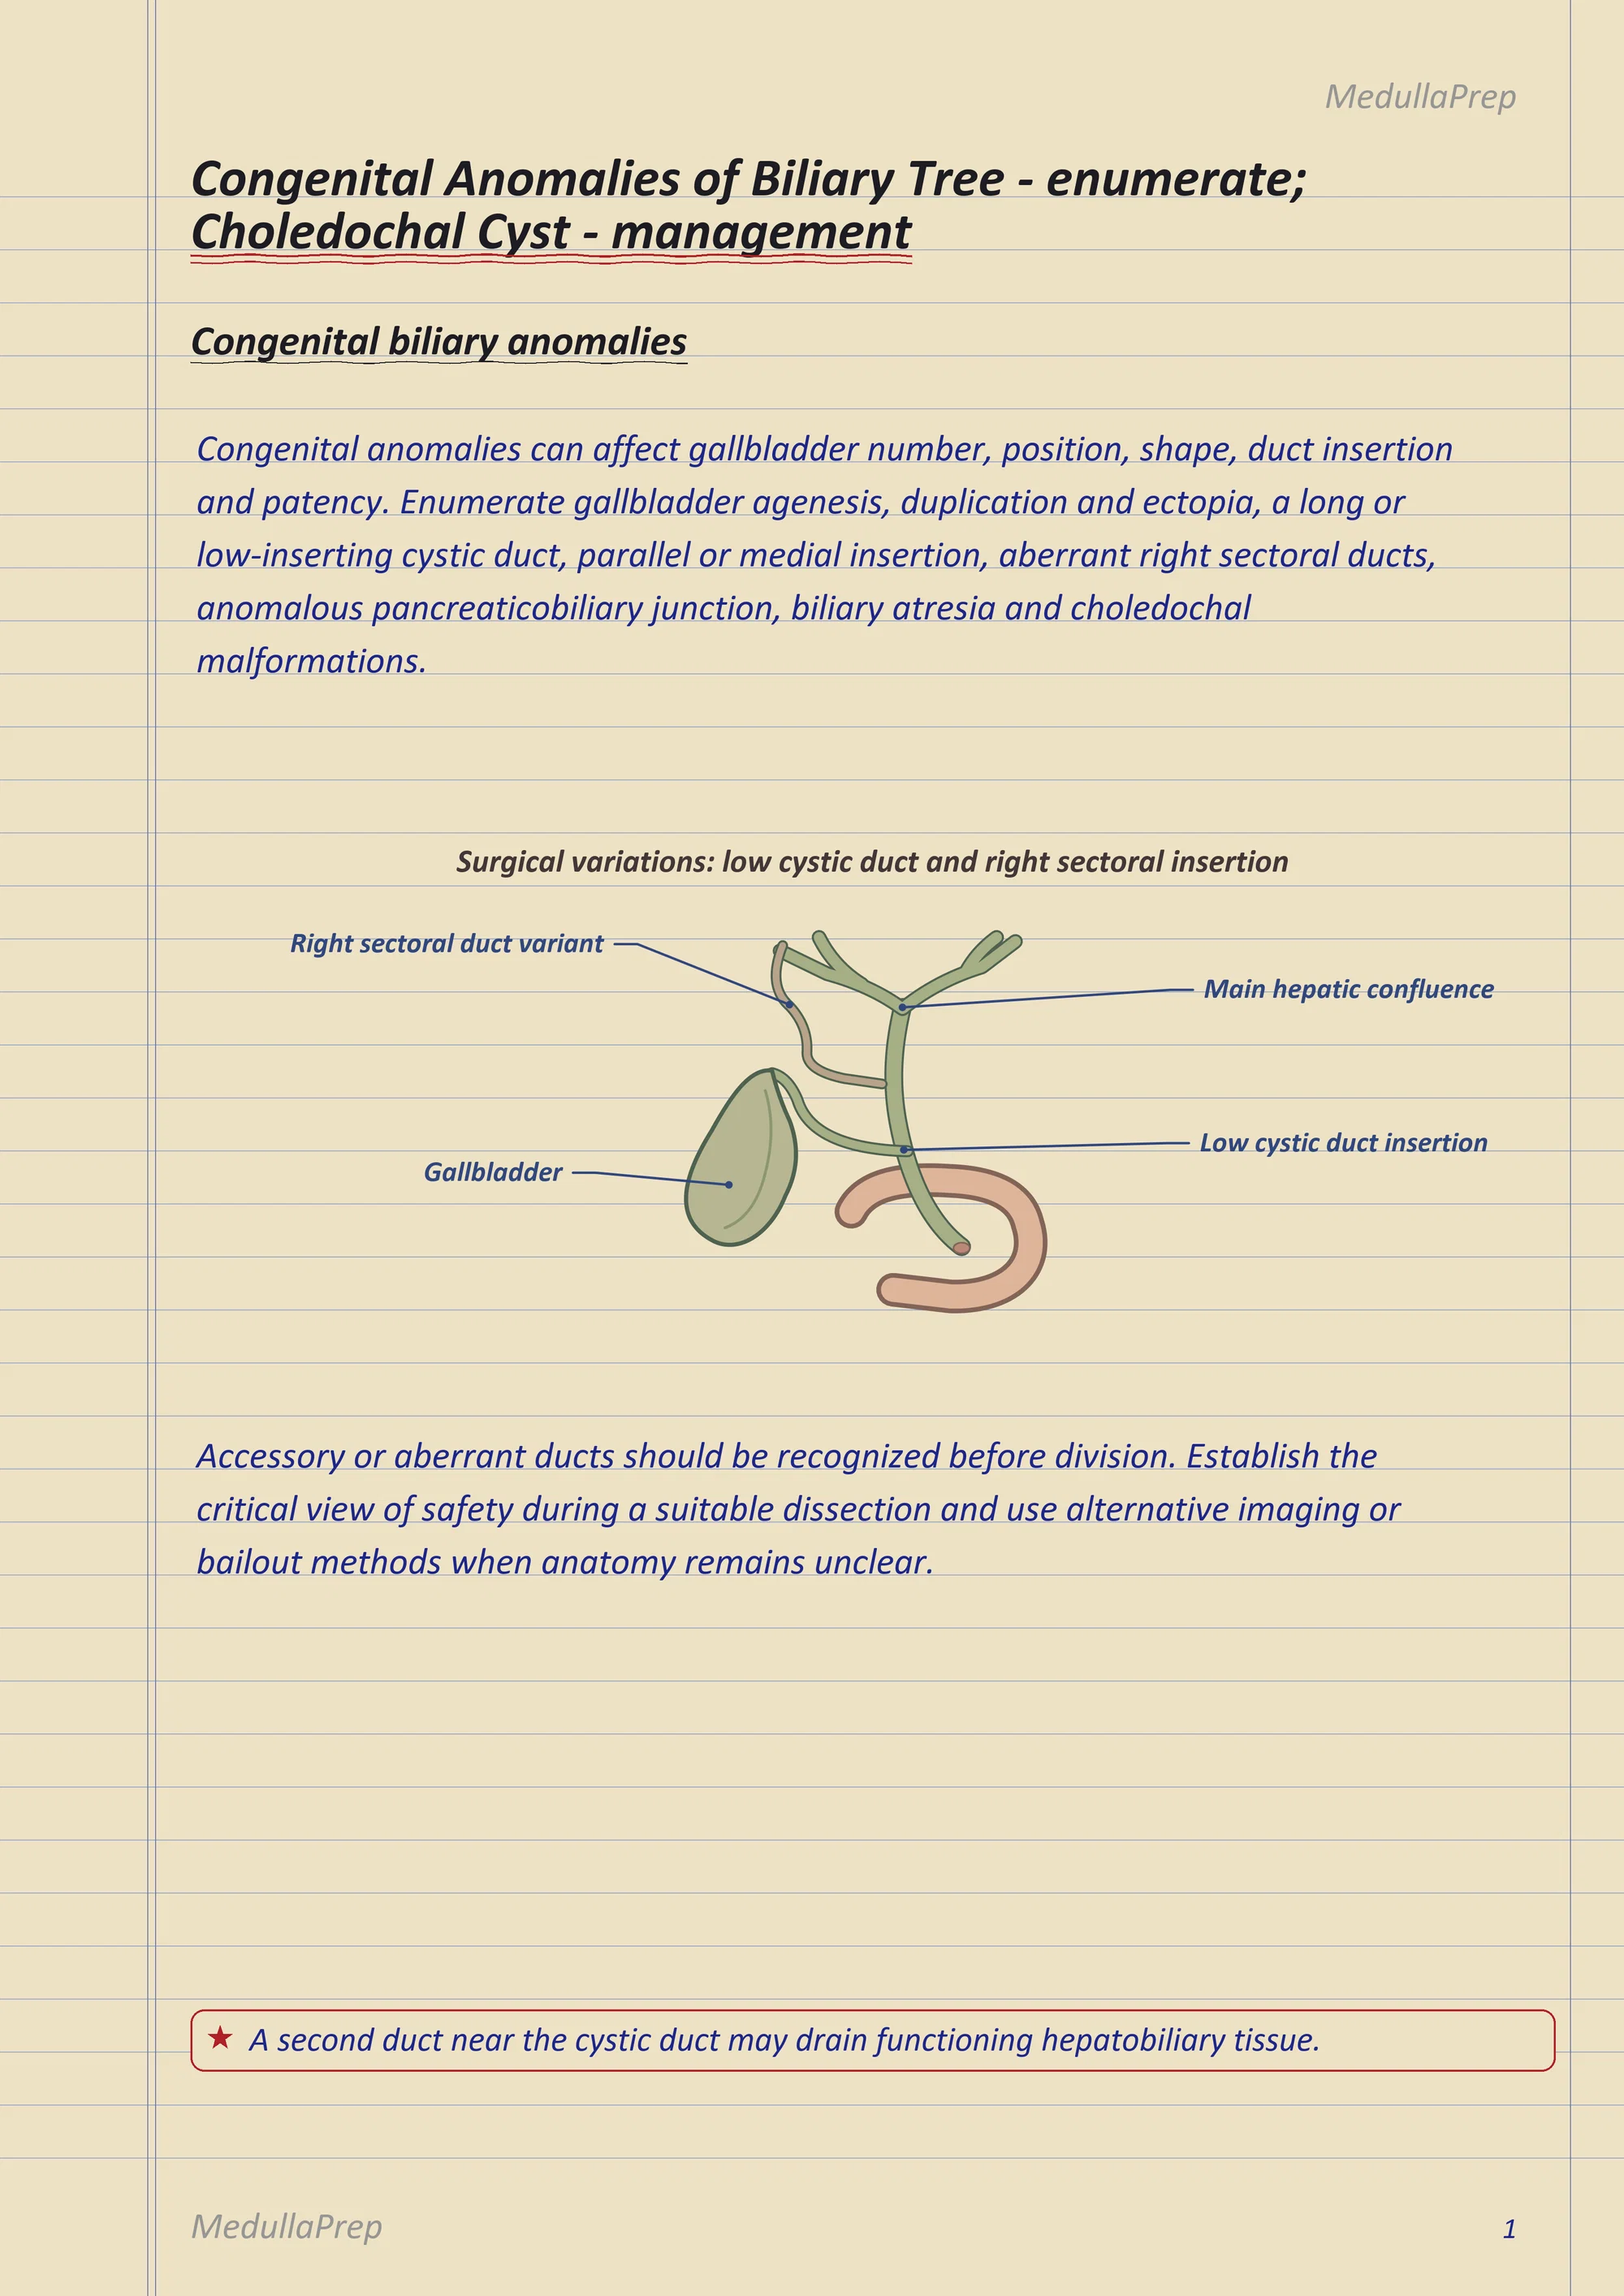 MedullaPrep
Congenital Anomalies of Biliary Tree - enumerate;
Choledochal Cyst - management
Congenital biliary anomalies
Congenital anomalies can affect gallbladder number, position, shape, duct insertion
and patency. Enumerate gallbladder agenesis, duplication and ectopia, a long or
low-inserting cystic duct, parallel or medial insertion, aberrant right sectoral ducts,
anomalous pancreaticobiliary junction, biliary atresia and choledochal
malformations.
Surgical variations: low cystic duct and right sectoral insertion
Right sectoral duct variant
Main hepatic confluence
Low cystic duct insertion
Gallbladder
Accessory or aberrant ducts should be recognized before division. Establish the
critical view of safety during a suitable dissection and use alternative imaging or
bailout methods when anatomy remains unclear.
★ A second duct near the cystic duct may drain functioning hepatobiliary tissue.
MedullaPrep
1